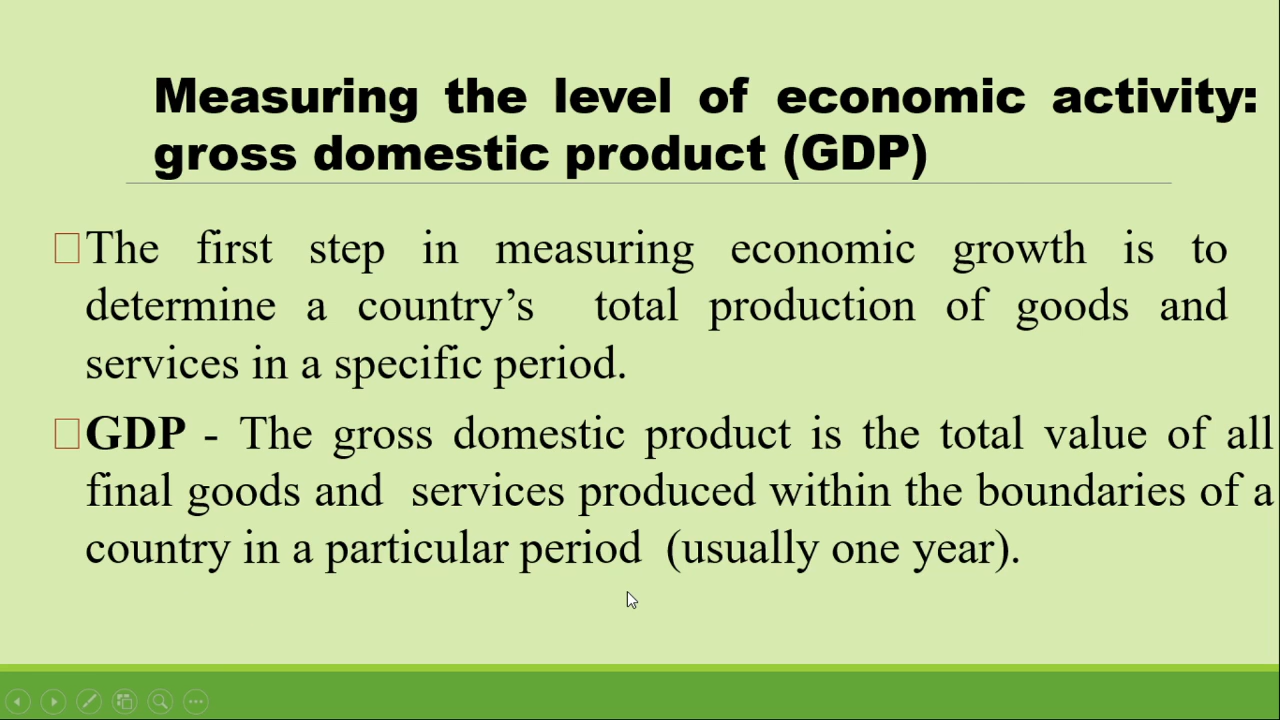 Measuring the level of economic activity:
gross domestic product (GDP)
The first step in measuring economic growth is to
determine a country’s total production of goods and
services in a specific period.
GDP - The gross domestic product is the total value of all
final goods and services produced within the boundaries of a
country in a particular period (usually one year).